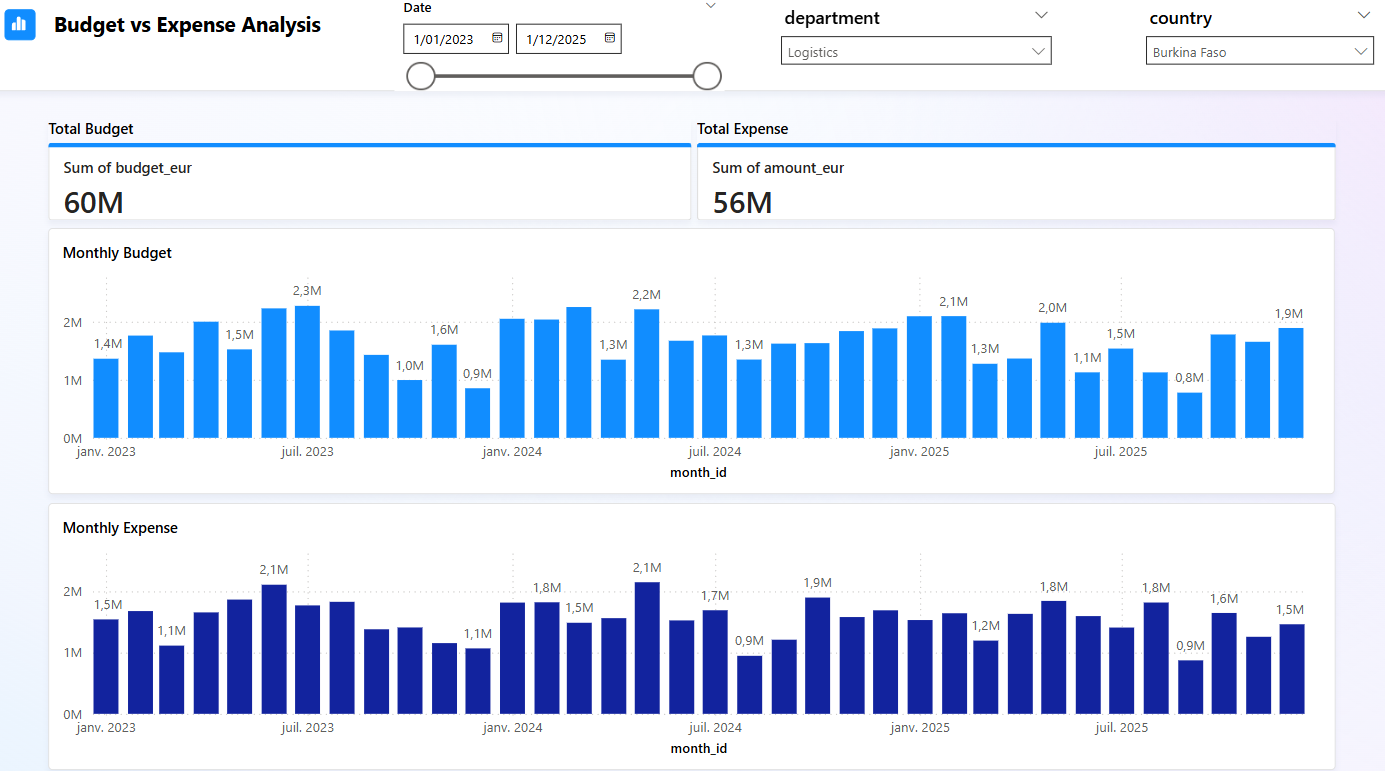 Budget vs Expense Analysis
Date
1/01/2023
1/12/2025
department
Logistics
country
Burkina Faso
Total Budget
Sum of budget_eur
60M
Total Expense
Sum of amount_eur
56M
Monthly Budget
2M
1M
0M
1,4M
1,5M
2,3M
1,0M
1,6M
0,9M
1,3M
2,2M
1,3M
2,1M
1,3M
2,0M
1,1M
1,5M
0,8M
1,9M
janv. 2023
juil. 2023
janv. 2024
juil. 2024
janv. 2025
juil. 2025
month_id
Monthly Expense
2M
1M
0M
1,5M
1,1M
2,1M
1,1M
1,8M
1,5M
2,1M
1,7M
0,9M
1,9M
1,2M
1,8M
1,8M
0,9M
1,6M
1,5M
janv. 2023
juil. 2023
janv. 2024
juil. 2024
janv. 2025
juil. 2025
month_id